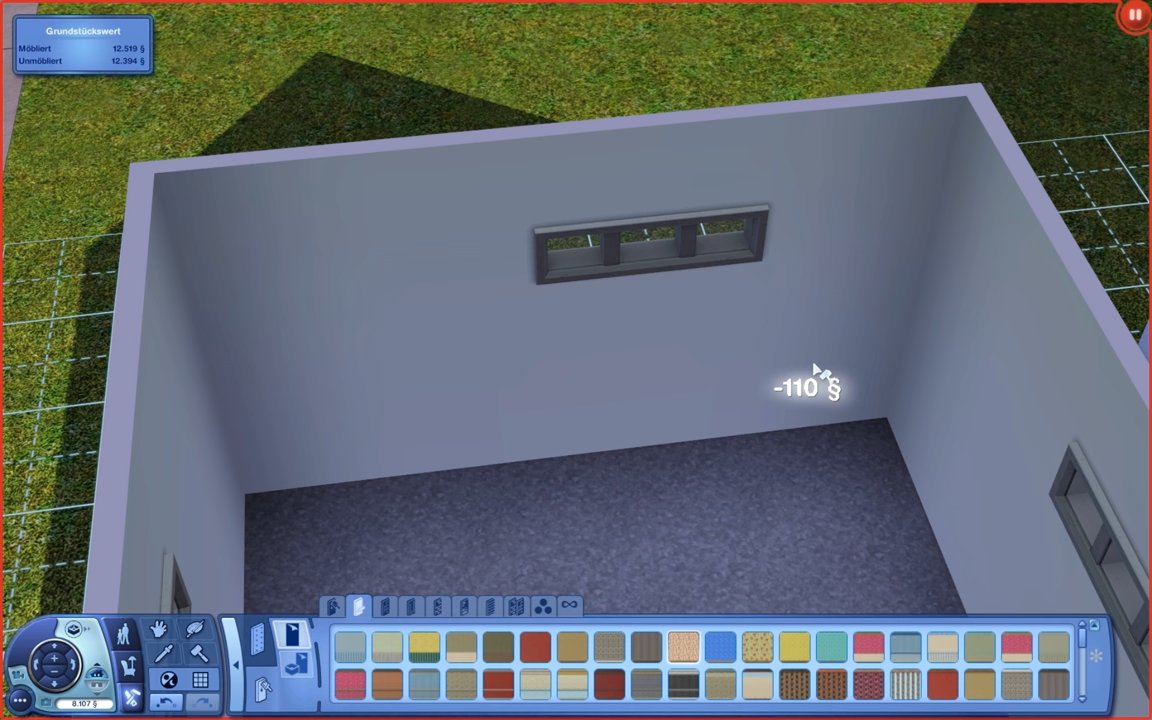 Grundstückswert
Möbliert 12.519 §
Unmöbliert 12.394 §
-110 §
8.107 §